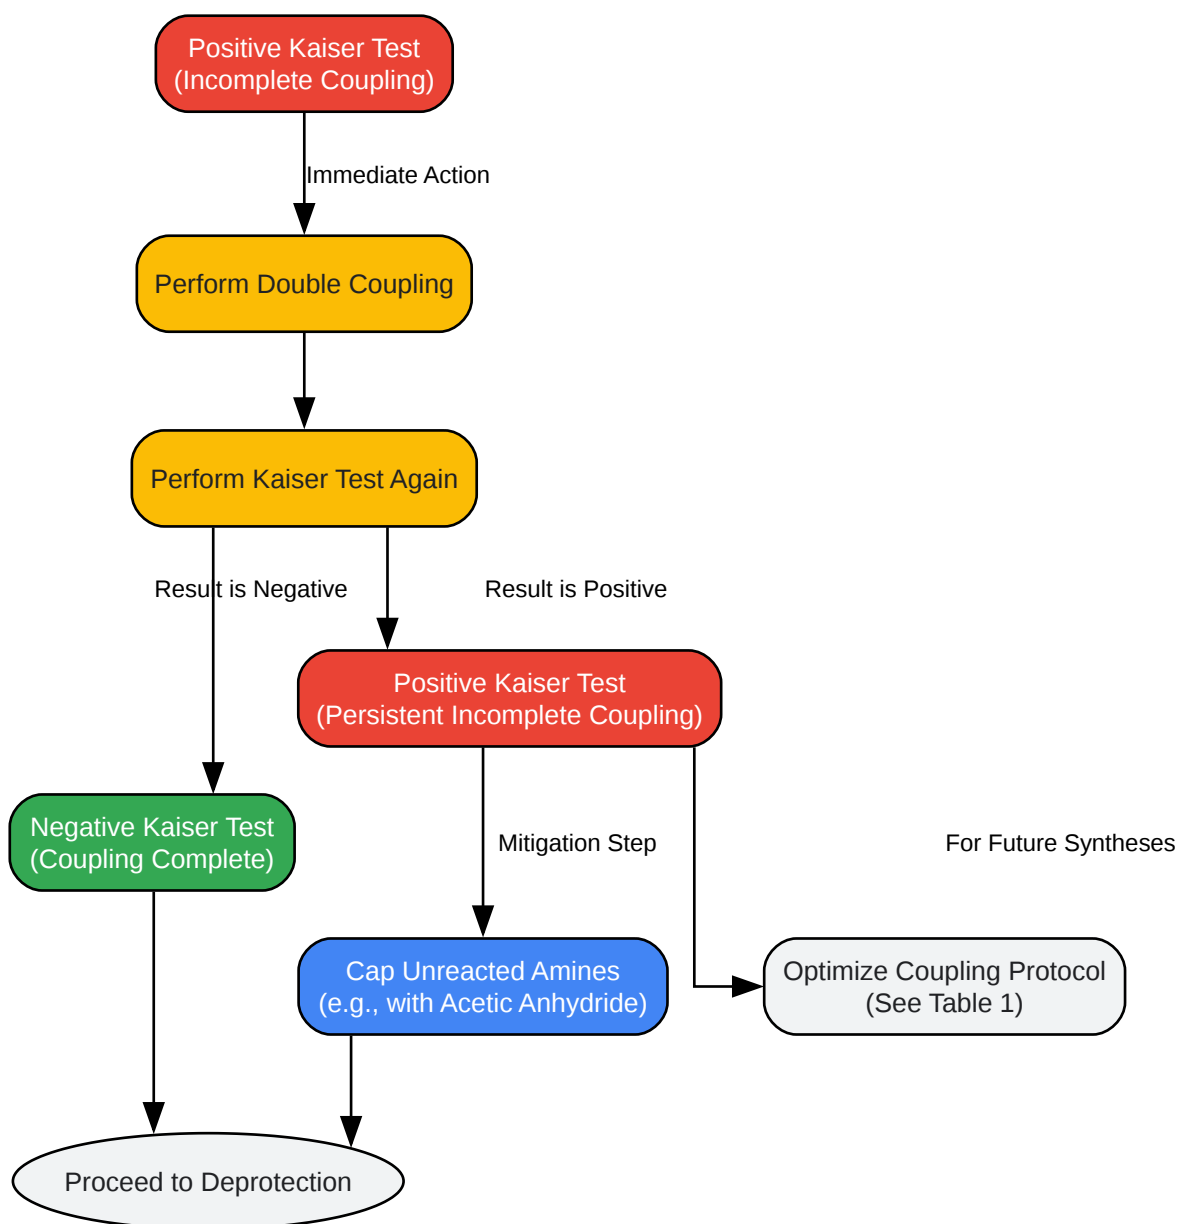 Positive Kaiser Test
(Incomplete Coupling)
Immediate Action
Perform Double Coupling
Perform Kaiser Test Again
Result is Negative
Result is Positive
Positive Kaiser Test
(Persistent Incomplete Coupling)
Negative Kaiser Test
(Coupling Complete)
Mitigation Step
For Future Syntheses
Cap Unreacted Amines
(e.g., with Acetic Anhydride)
Optimize Coupling Protocol
(See Table 1)
Proceed to Deprotection